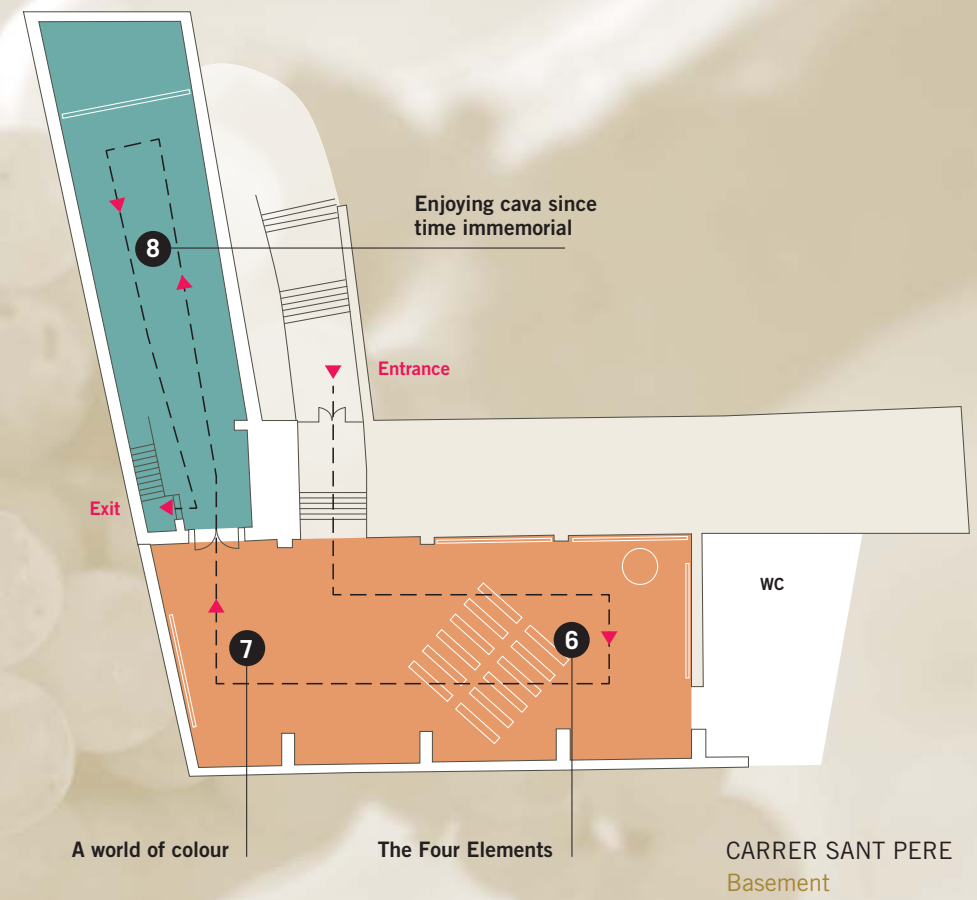 Enjoying cava since
time immemorial
8
Entrance
Exit
WC
7
6
A world of colour
The Four Elements
CARRER SANT PERE
Basement